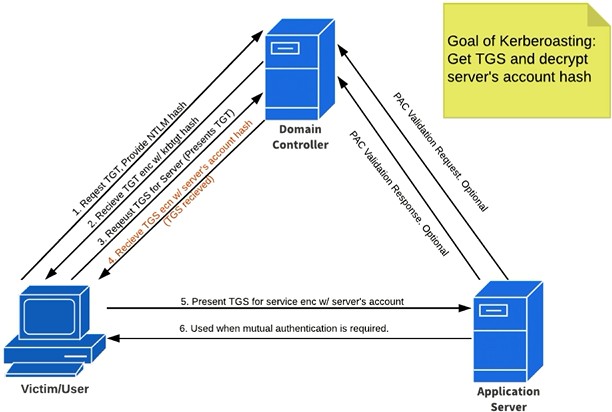 Goal of Kerberoasting:
Get TGS and decrypt
server's account hash
Domain
Controller
1. Reqest TGT, Provide NTLM hash
2. Recieve TGT enc w/ krbtgt hash
3. Reqeust TGS for Server (Presents TGT)
4. Recieve TGS ecn w/ server's account hash
(TGS recieved)
PAC Validation Request. Optional
PAC Validation Response. Optional
5. Present TGS for service enc w/ server's account
6. Used when mutual authentication is required.
Victim/User
Application
Server